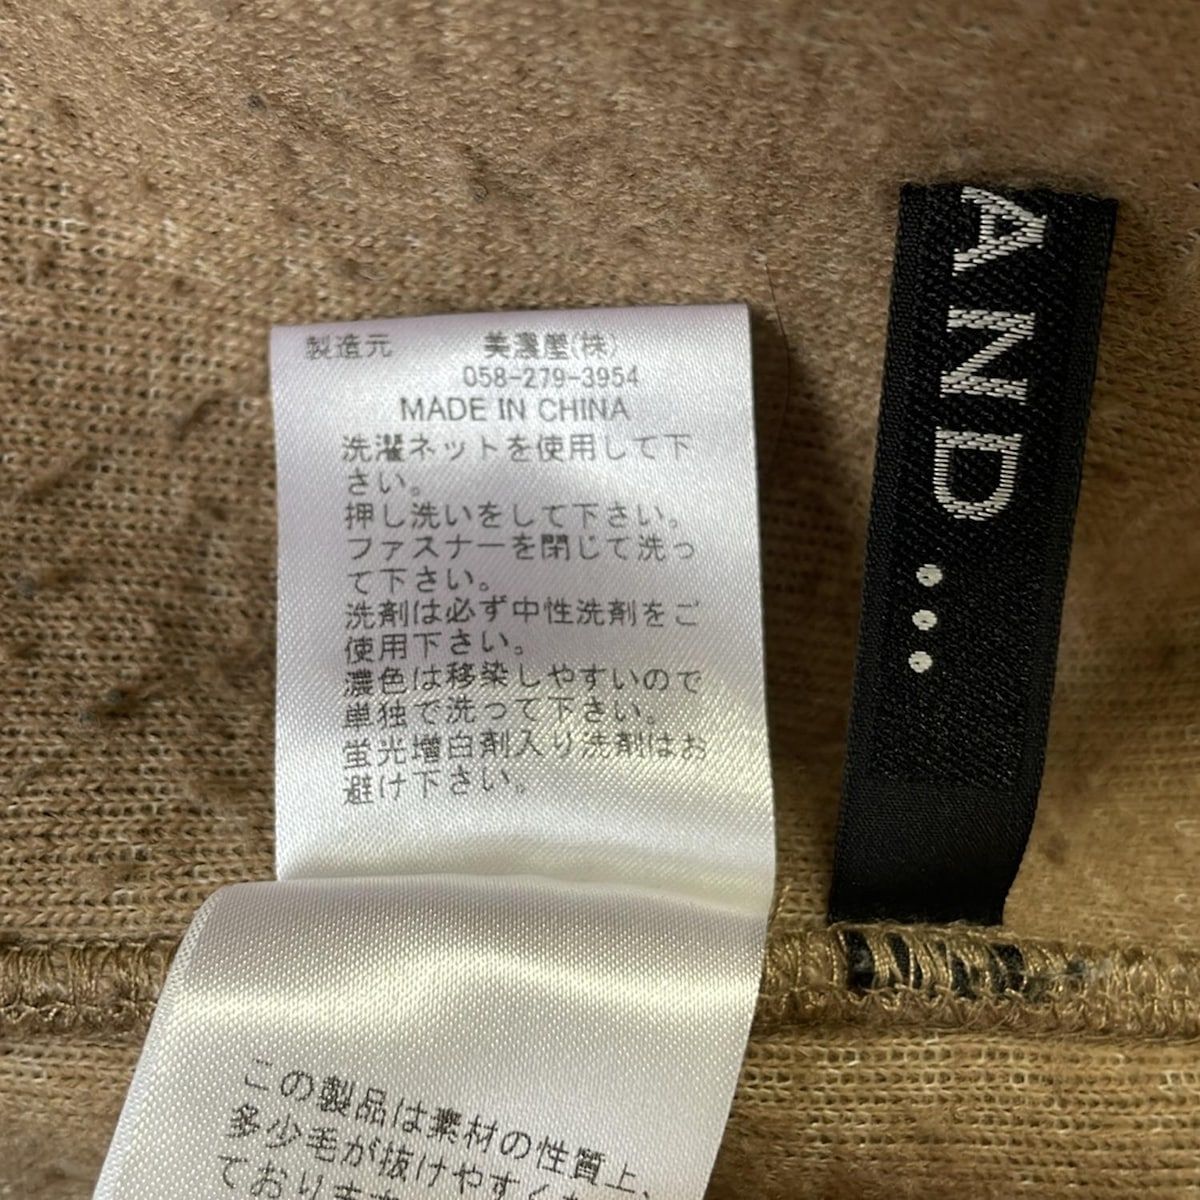 製造元 美濃屋(株)
058-279-3954
MADE IN CHINA
洗濯ネットを使用して下
さい。
押し洗いをして下さい。
ファスナーを閉じて洗っ
て下さい。
洗剤は必ず中性洗剤をご
使用下さい。
濃色は移染しやすいので
単独で洗って下さい。
蛍光増白剤入り洗剤はお
避け下さい。
この製品は素材の性質上、
多少毛が抜けやすくな
ております
AND...